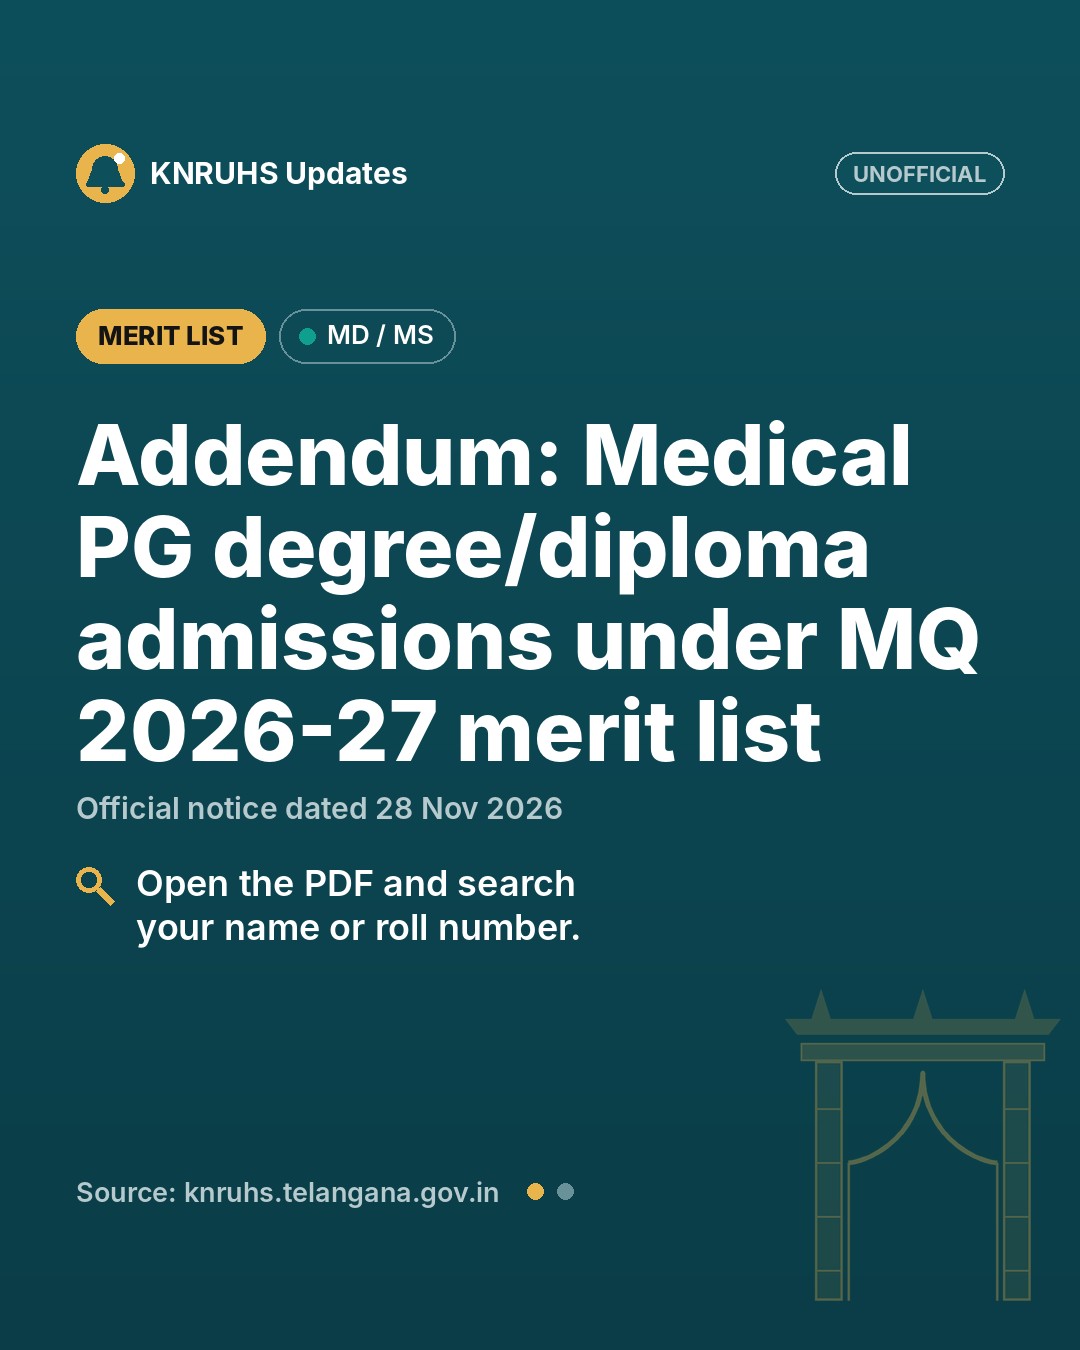 KNRUHS Updates
UNOFFICIAL
MERIT LIST
MD / MS
Addendum: Medical
PG degree/diploma
admissions under MQ
2026-27 merit list
Official notice dated 28 Nov 2026
Open the PDF and search
your name or roll number.
Source: knruhs.telangana.gov.in